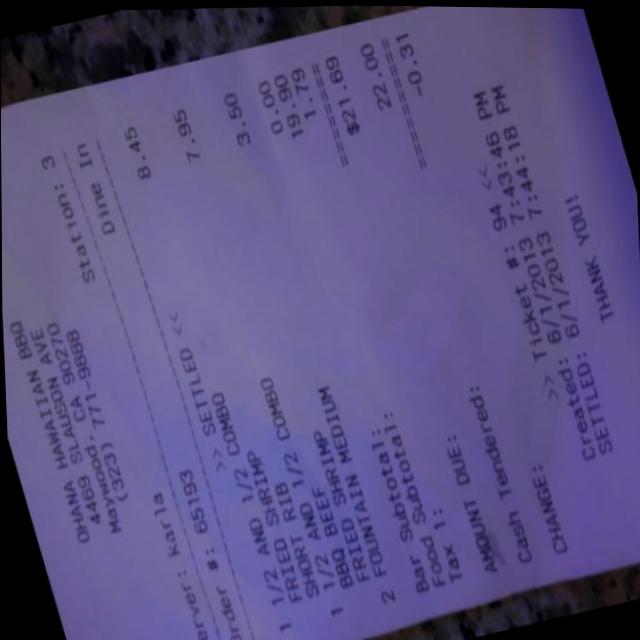 OHANA HAWAIIAN BBQ
4465 SLAUSON AVE
Maywood, CA 90270
(323) 771-9888
Server: Karla Station: 3
Order #: 65193 Dine In
>> SETTLED <<
1 1/2 AND 1/2 COMBO 8.45
FRIED SHRIMP
SHORT RIB
1 1/2 AND 1/2 COMBO 7.95
BBQ BEEF
FRIED SHRIMP
2 FOUNTAIN MEDIUM 3.50
Bar Subtotal: 0.00
Food Subtotal: 19.90
Tax 1: 1.79
======
AMOUNT DUE: $21.69
Cash Tendered: 22.00
======
CHANGE: -0.31
>> Ticket #: 94 <<
Created: 6/1/2013 7:43:46 PM
SETTLED: 6/1/2013 7:44:18 PM
THANK YOU!